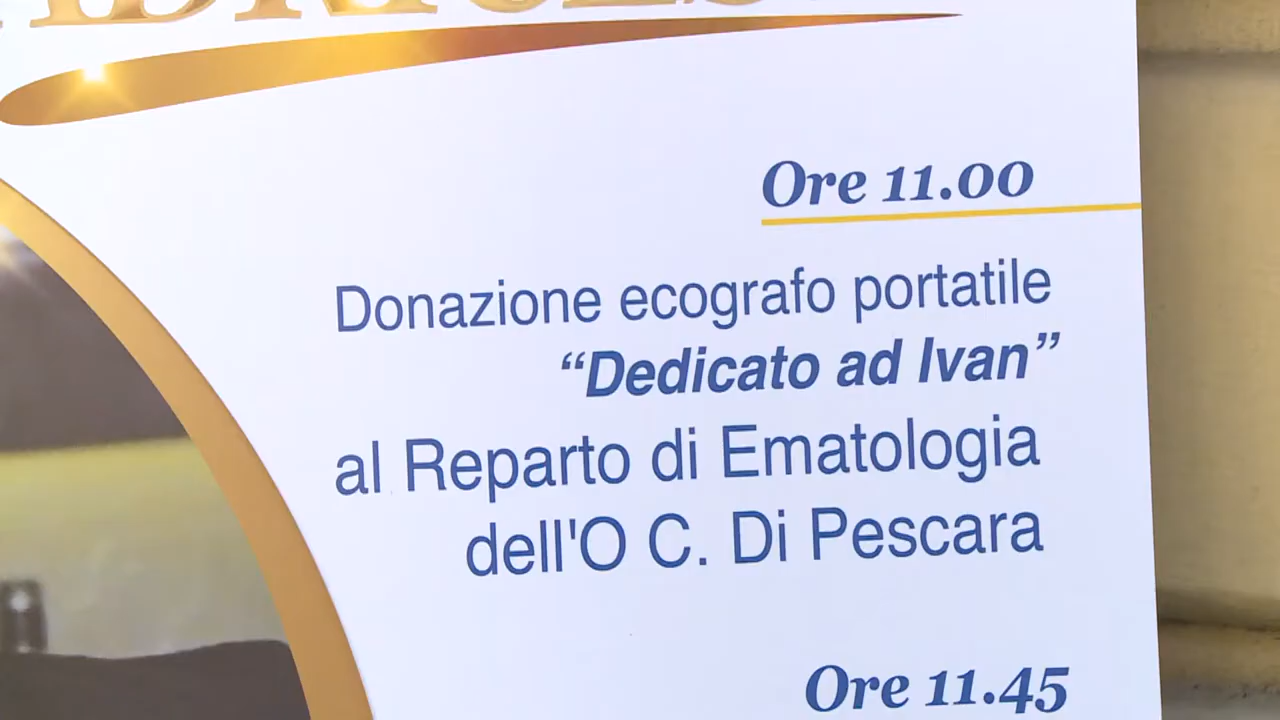 Ore 11.00
Donazione ecografo portatile
“Dedicato ad Ivan”
al Reparto di Ematologia
dell'O C. Di Pescara
Ore 11.45